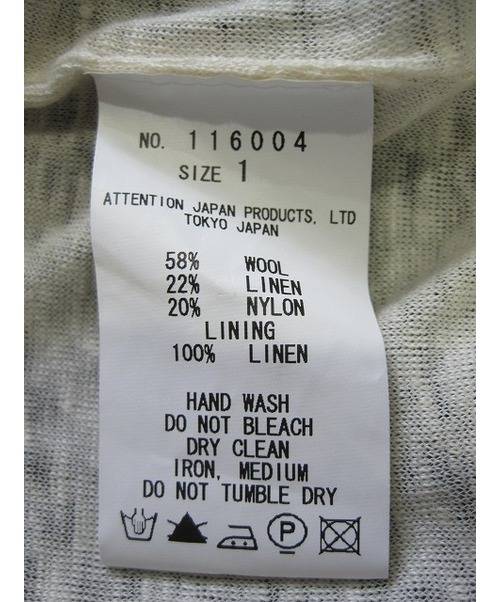 NO. 116004
SIZE 1
ATTENTION JAPAN PRODUCTS. LTD
TOKYO JAPAN
58% WOOL
22% LINEN
20% NYLON
LINING
100% LINEN
HAND WASH
DO NOT BLEACH
DRY CLEAN
IRON, MEDIUM
DO NOT TUMBLE DRY
P